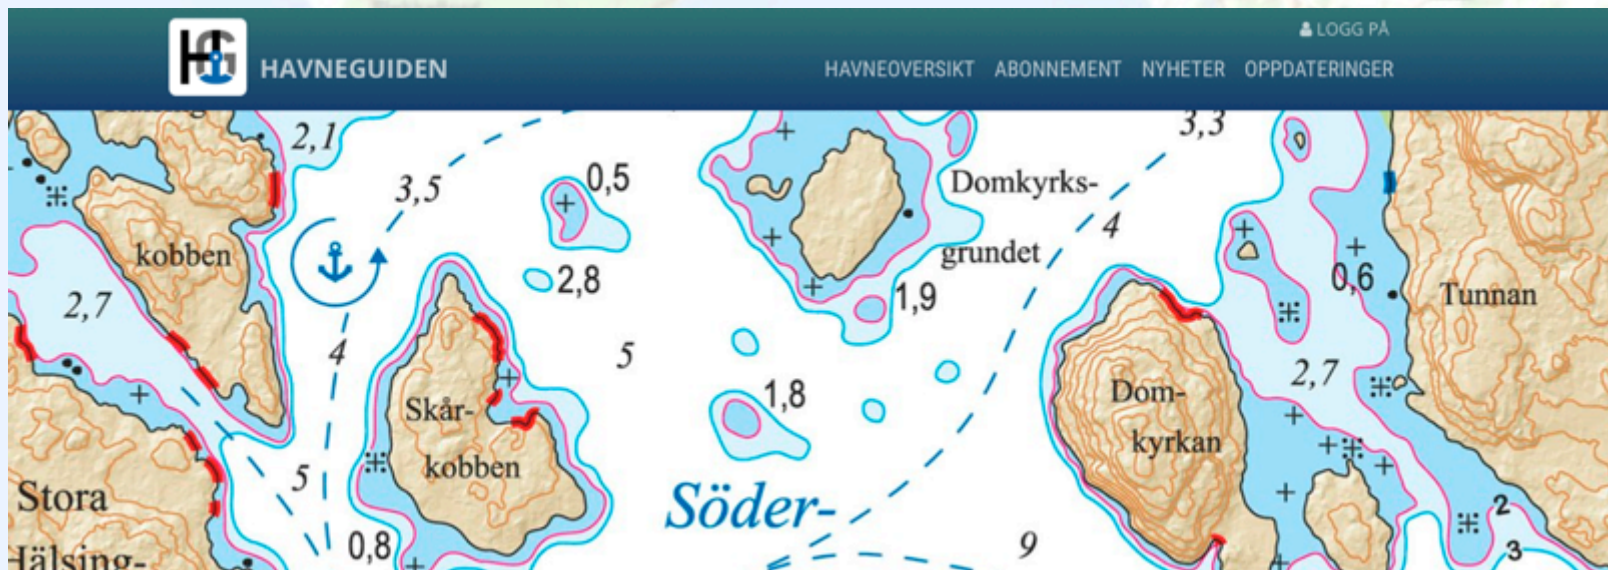 LOGG PÅ
HG HAVNEGUIDEN
HAVNEOVERSIKT ABONNEMENT NYHETER OPPDATERINGER
2,1
3,3
3,5
0,5
Domkyrks-
grundet
4
kobben
2,8
0,6
1,9
Tunnan
2,7
4
5
2,7
1,8
Dom-
kyrkan
Skår-
kobben
5
Stora
Hälsing-
Söder-
0,8
9
2
3